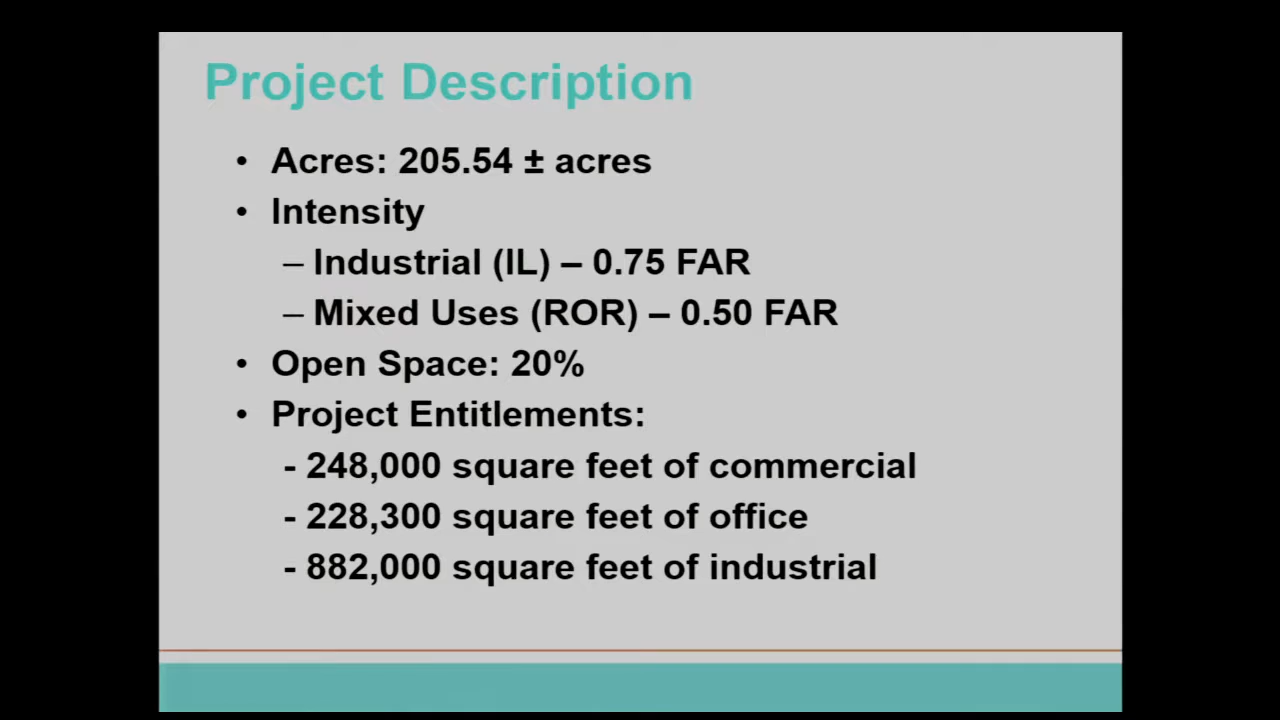 Project Description
• Acres: 205.54 ± acres
• Intensity
– Industrial (IL) – 0.75 FAR
– Mixed Uses (ROR) – 0.50 FAR
• Open Space: 20%
• Project Entitlements:
- 248,000 square feet of commercial
- 228,300 square feet of office
- 882,000 square feet of industrial